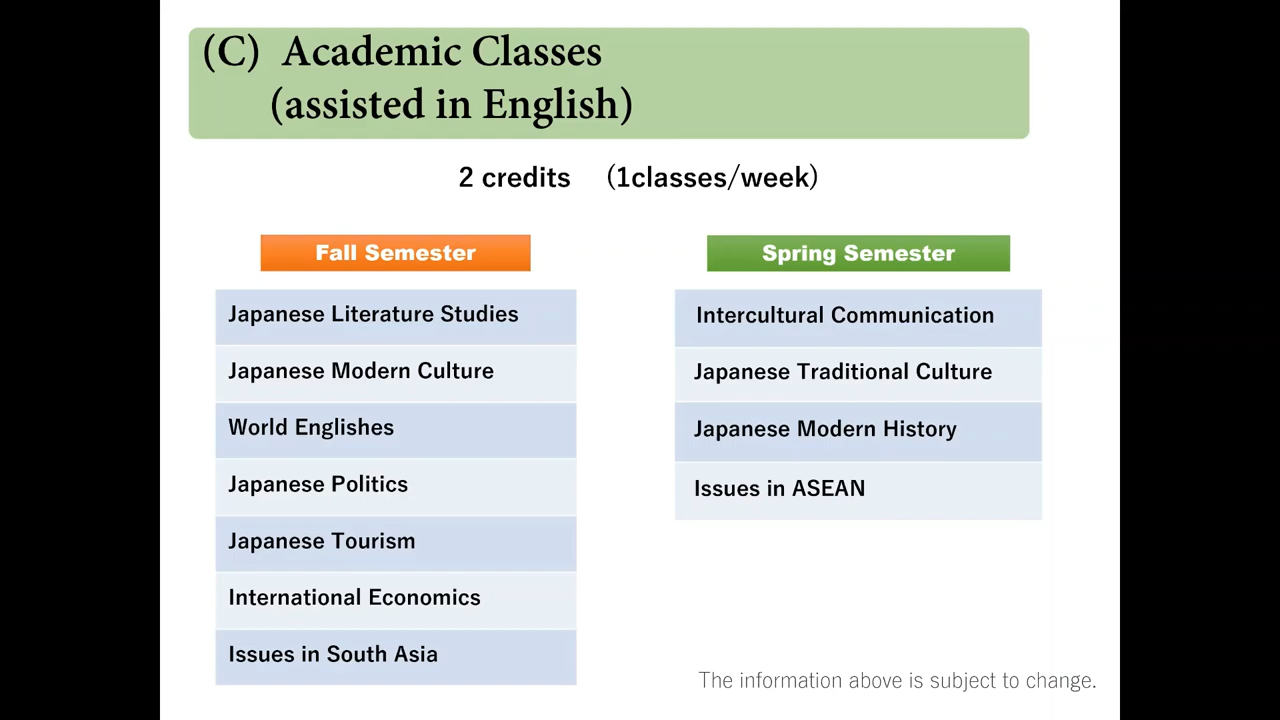 (C) Academic Classes
(assisted in English)
2 credits (1classes/week)
Fall Semester
Japanese Literature Studies
Japanese Modern Culture
World Englishes
Japanese Politics
Japanese Tourism
International Economics
Issues in South Asia
Spring Semester
Intercultural Communication
Japanese Traditional Culture
Japanese Modern History
Issues in ASEAN
The information above is subject to change.